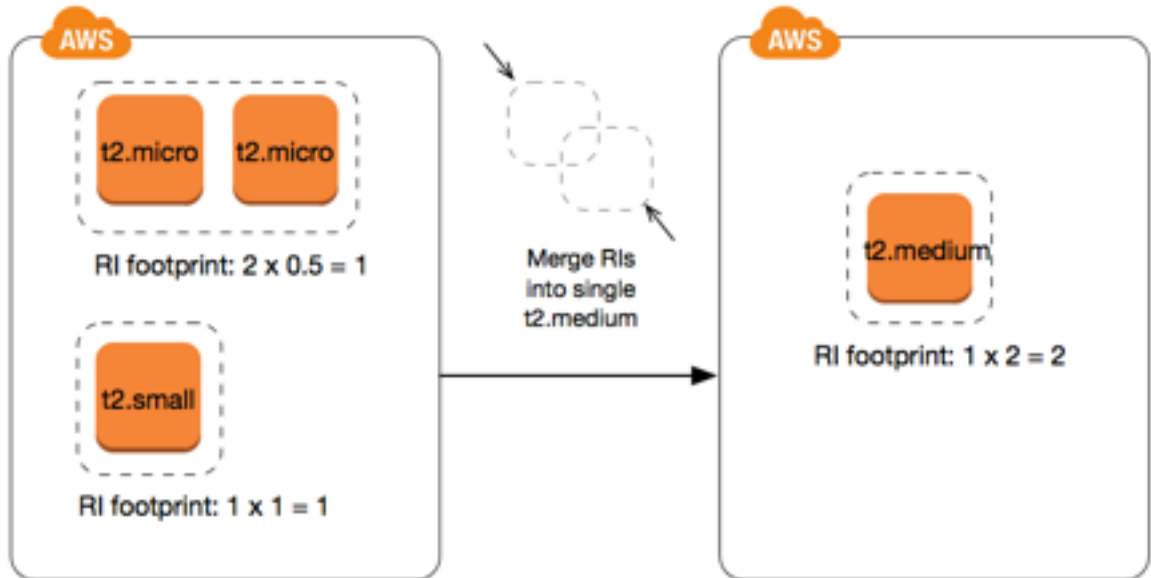 AWS
t2.micro
t2.micro
RI footprint: 2 x 0.5 = 1
t2.small
RI footprint: 1 x 1 = 1
Merge RIs
into single
t2.medium
AWS
t2.medium
RI footprint: 1 x 2 = 2